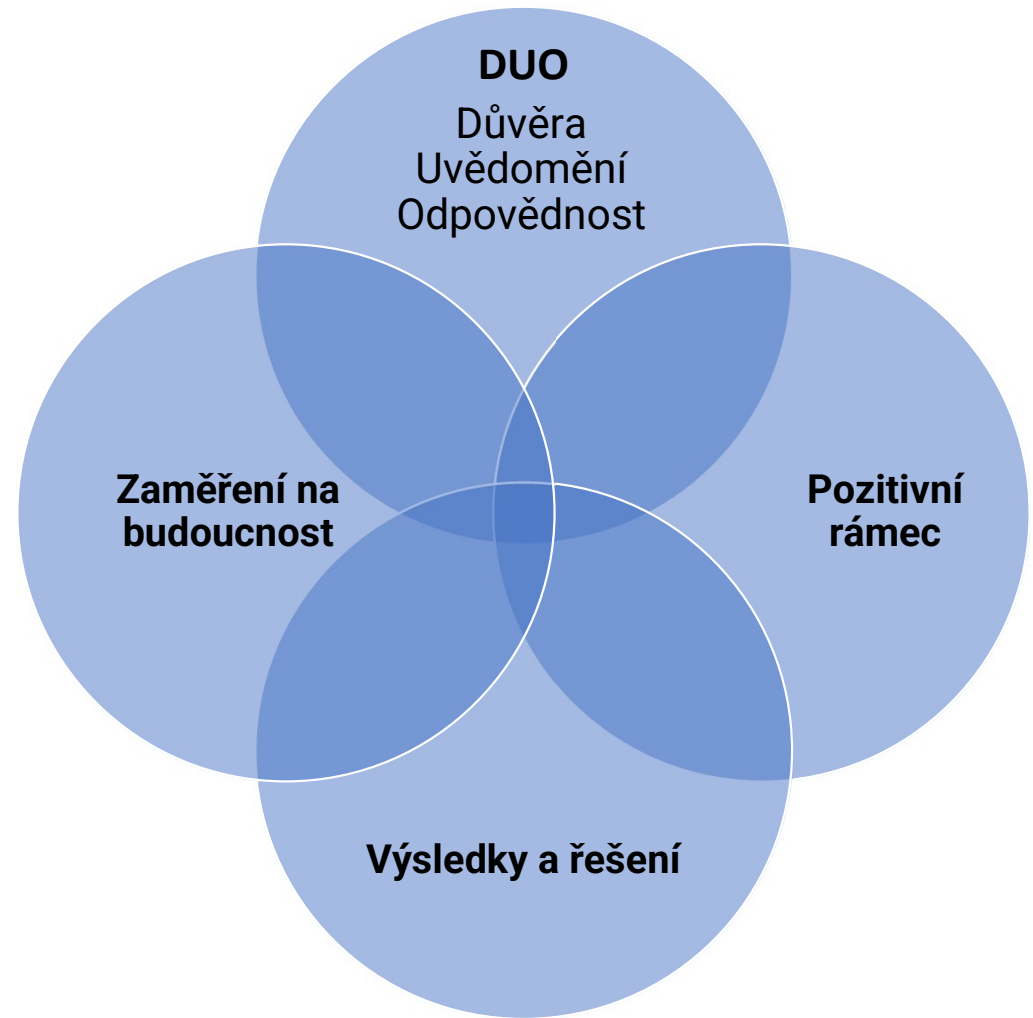 DUO
Důvěra
Uvědomění
Odpovědnost
Zaměření na
budoucnost
Pozitivní
rámec
Výsledky a řešení